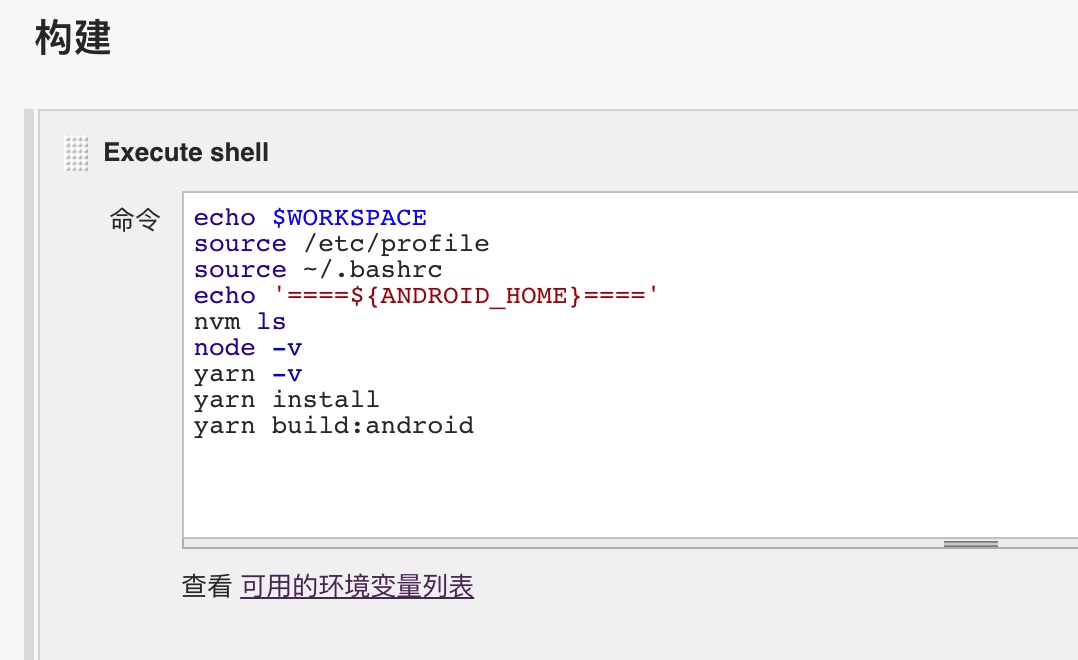 构建
Execute shell
命令
echo $WORKSPACE
source /etc/profile
source ~/.bashrc
echo '====${ANDROID_HOME}===='
nvm ls
node -v
yarn -v
yarn install
yarn build:android
查看 可用的环境变量列表